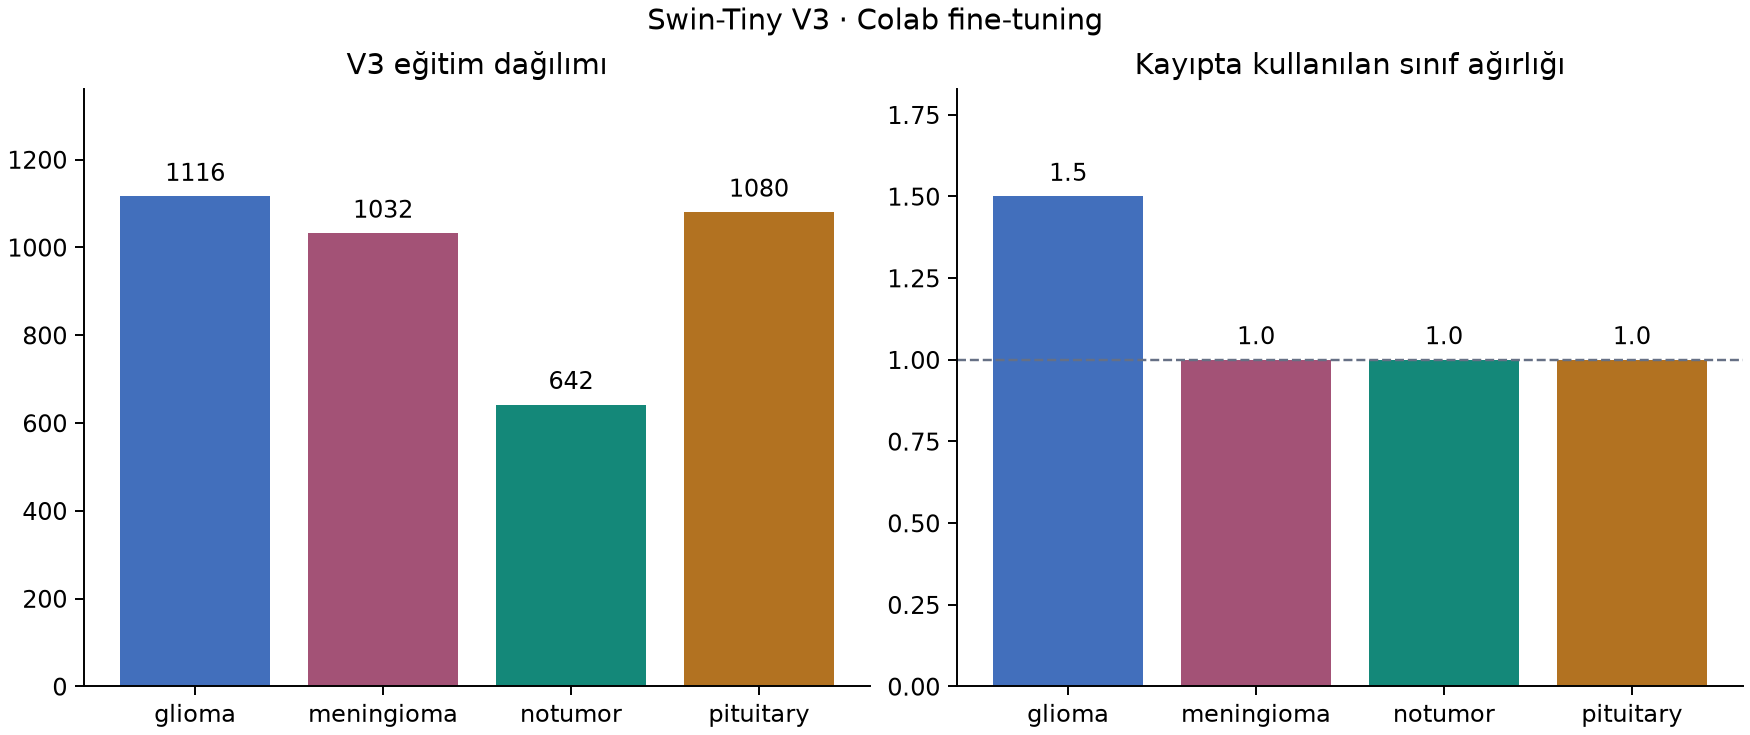 Swin-Tiny V3 · Colab fine-tuning
V3 eğitim dağılımı
1200
1000
800
600
400
200
0
1116
1032
642
1080
glioma
meningioma
notumor
pituitary
Kayıpta kullanılan sınıf ağırlığı
1.75
1.50
1.25
1.00
0.75
0.50
0.25
0.00
1.5
1.0
1.0
1.0
glioma
meningioma
notumor
pituitary